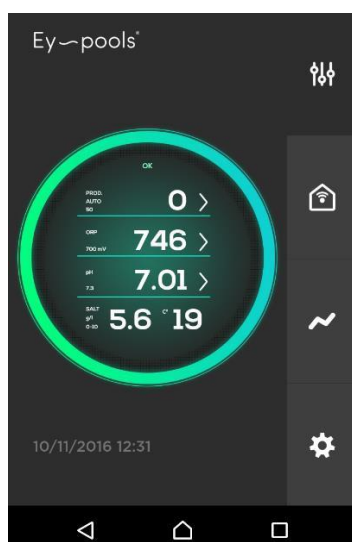 Ey-pools®
OK
PROD.
AUTO
50
0 >
ORP
700 mV
746 >
pH
7.3
7.01 >
SALT
g/l
0-10
5.6
C° 19
10/11/2016 12:31